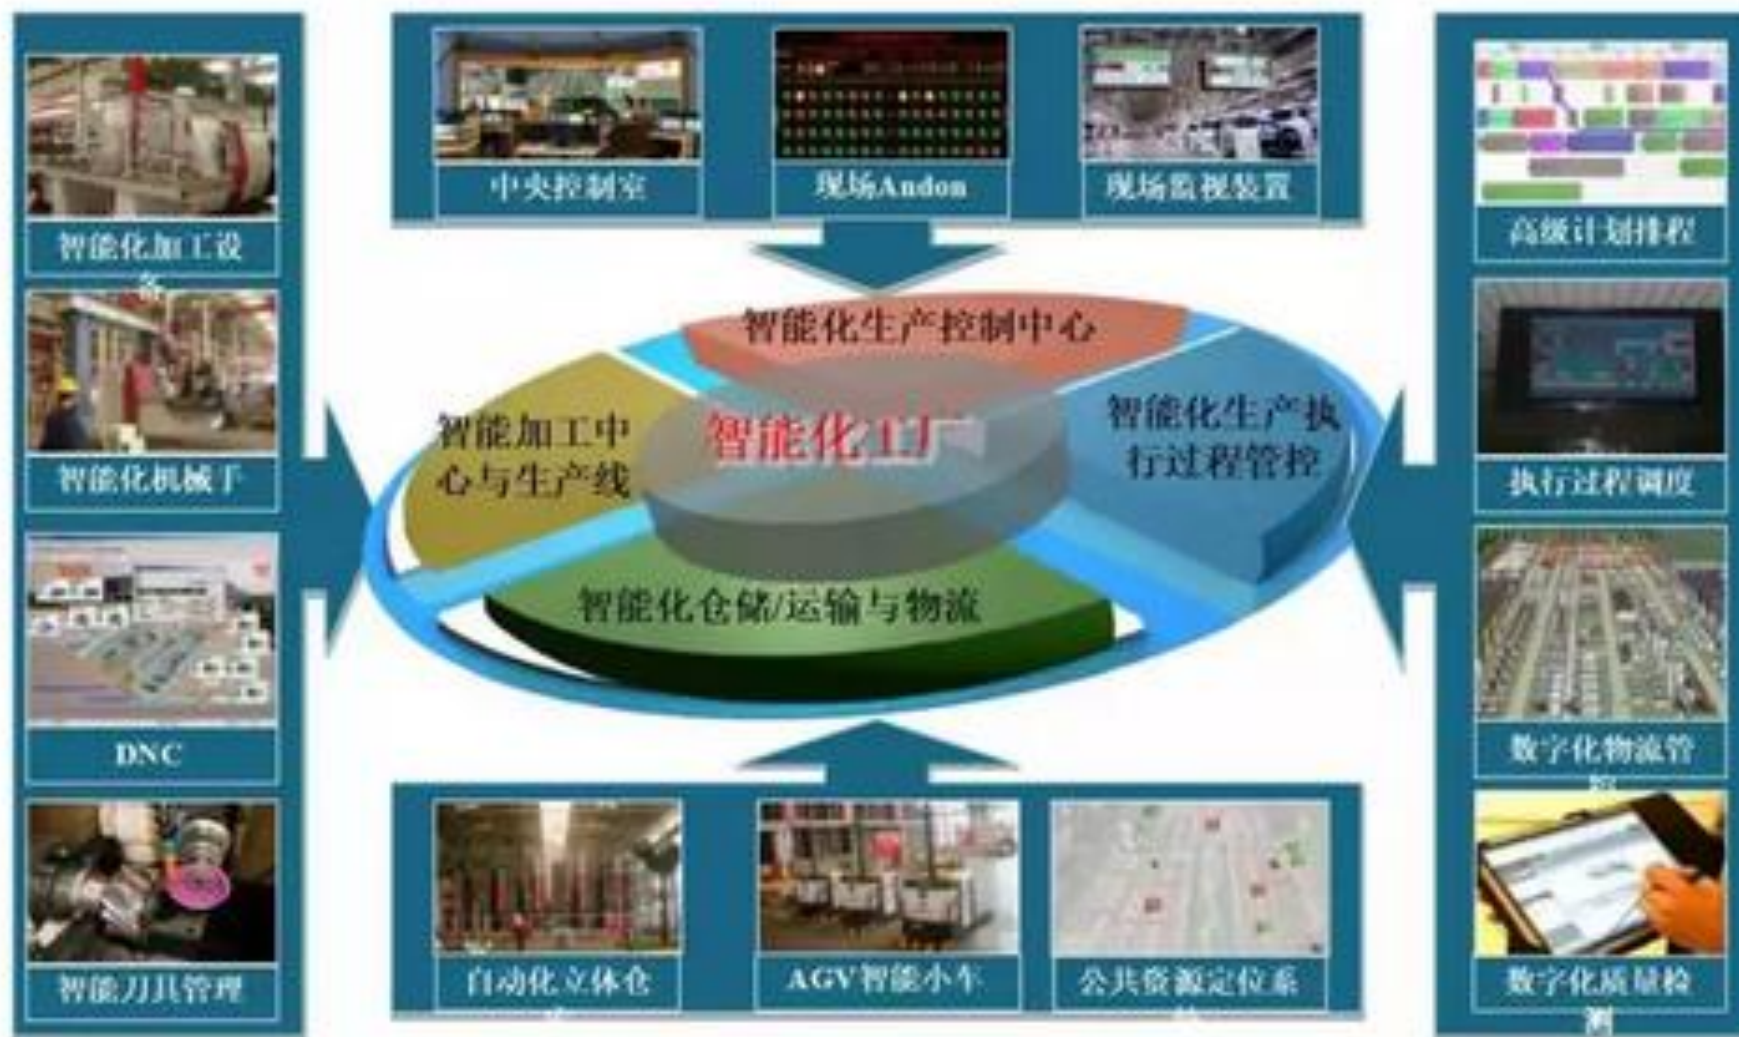 中央控制室
现场Andon
现场监视装置
智能化加工设
备
智能化机械手
DNC
智能刀具管理
智能化生产控制中心
智能加工中
心与生产线
智能化工厂
智能化生产执
行过程管控
智能化仓储/运输与物流
高级计划排程
执行过程调度
数字化物流管
数字化质量检
测
自动化立体仓
AGV智能小车
公共资源定位系